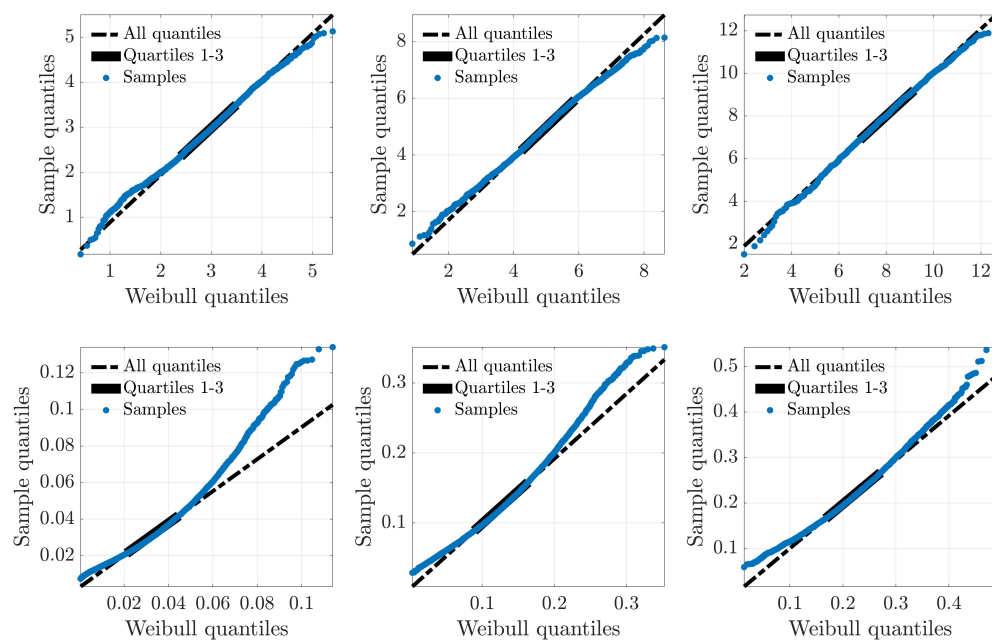 All quantiles
Quartiles 1-3
Samples
5
4
3
2
1
Sample quantiles
1 2 3 4 5
Weibull quantiles
All quantiles
Quartiles 1-3
Samples
8
6
4
2
Sample quantiles
2 4 6 8
Weibull quantiles
All quantiles
Quartiles 1-3
Samples
12
10
8
6
4
2
Sample quantiles
2 4 6 8 10 12
Weibull quantiles
All quantiles
Quartiles 1-3
Samples
0.12
0.1
0.08
0.06
0.04
0.02
Sample quantiles
0.02 0.04 0.06 0.08 0.1
Weibull quantiles
All quantiles
Quartiles 1-3
Samples
0.3
0.2
0.1
Sample quantiles
0.1 0.2 0.3
Weibull quantiles
All quantiles
Quartiles 1-3
Samples
0.5
0.4
0.3
0.2
0.1
Sample quantiles
0.1 0.2 0.3 0.4
Weibull quantiles